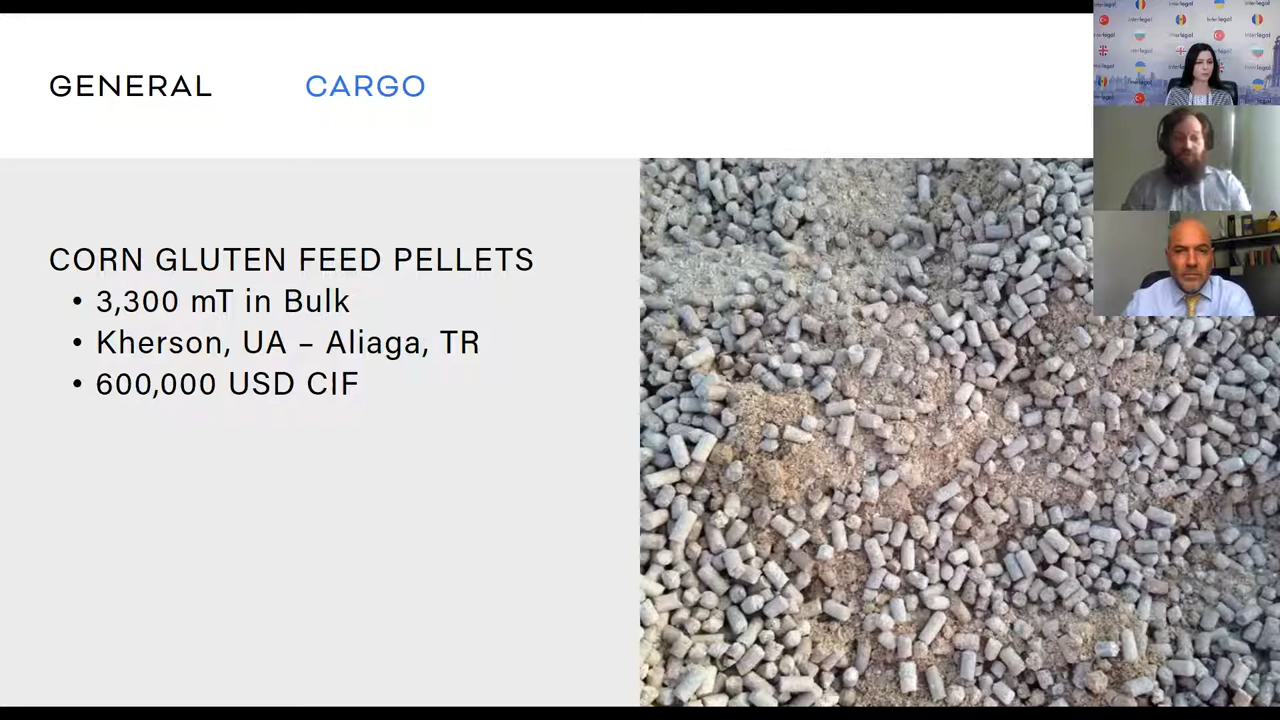 GENERAL CARGO
CORN GLUTEN FEED PELLETS
• 3,300 mT in Bulk
• Kherson, UA – Aliaga, TR
• 600,000 USD CIF
interlegal